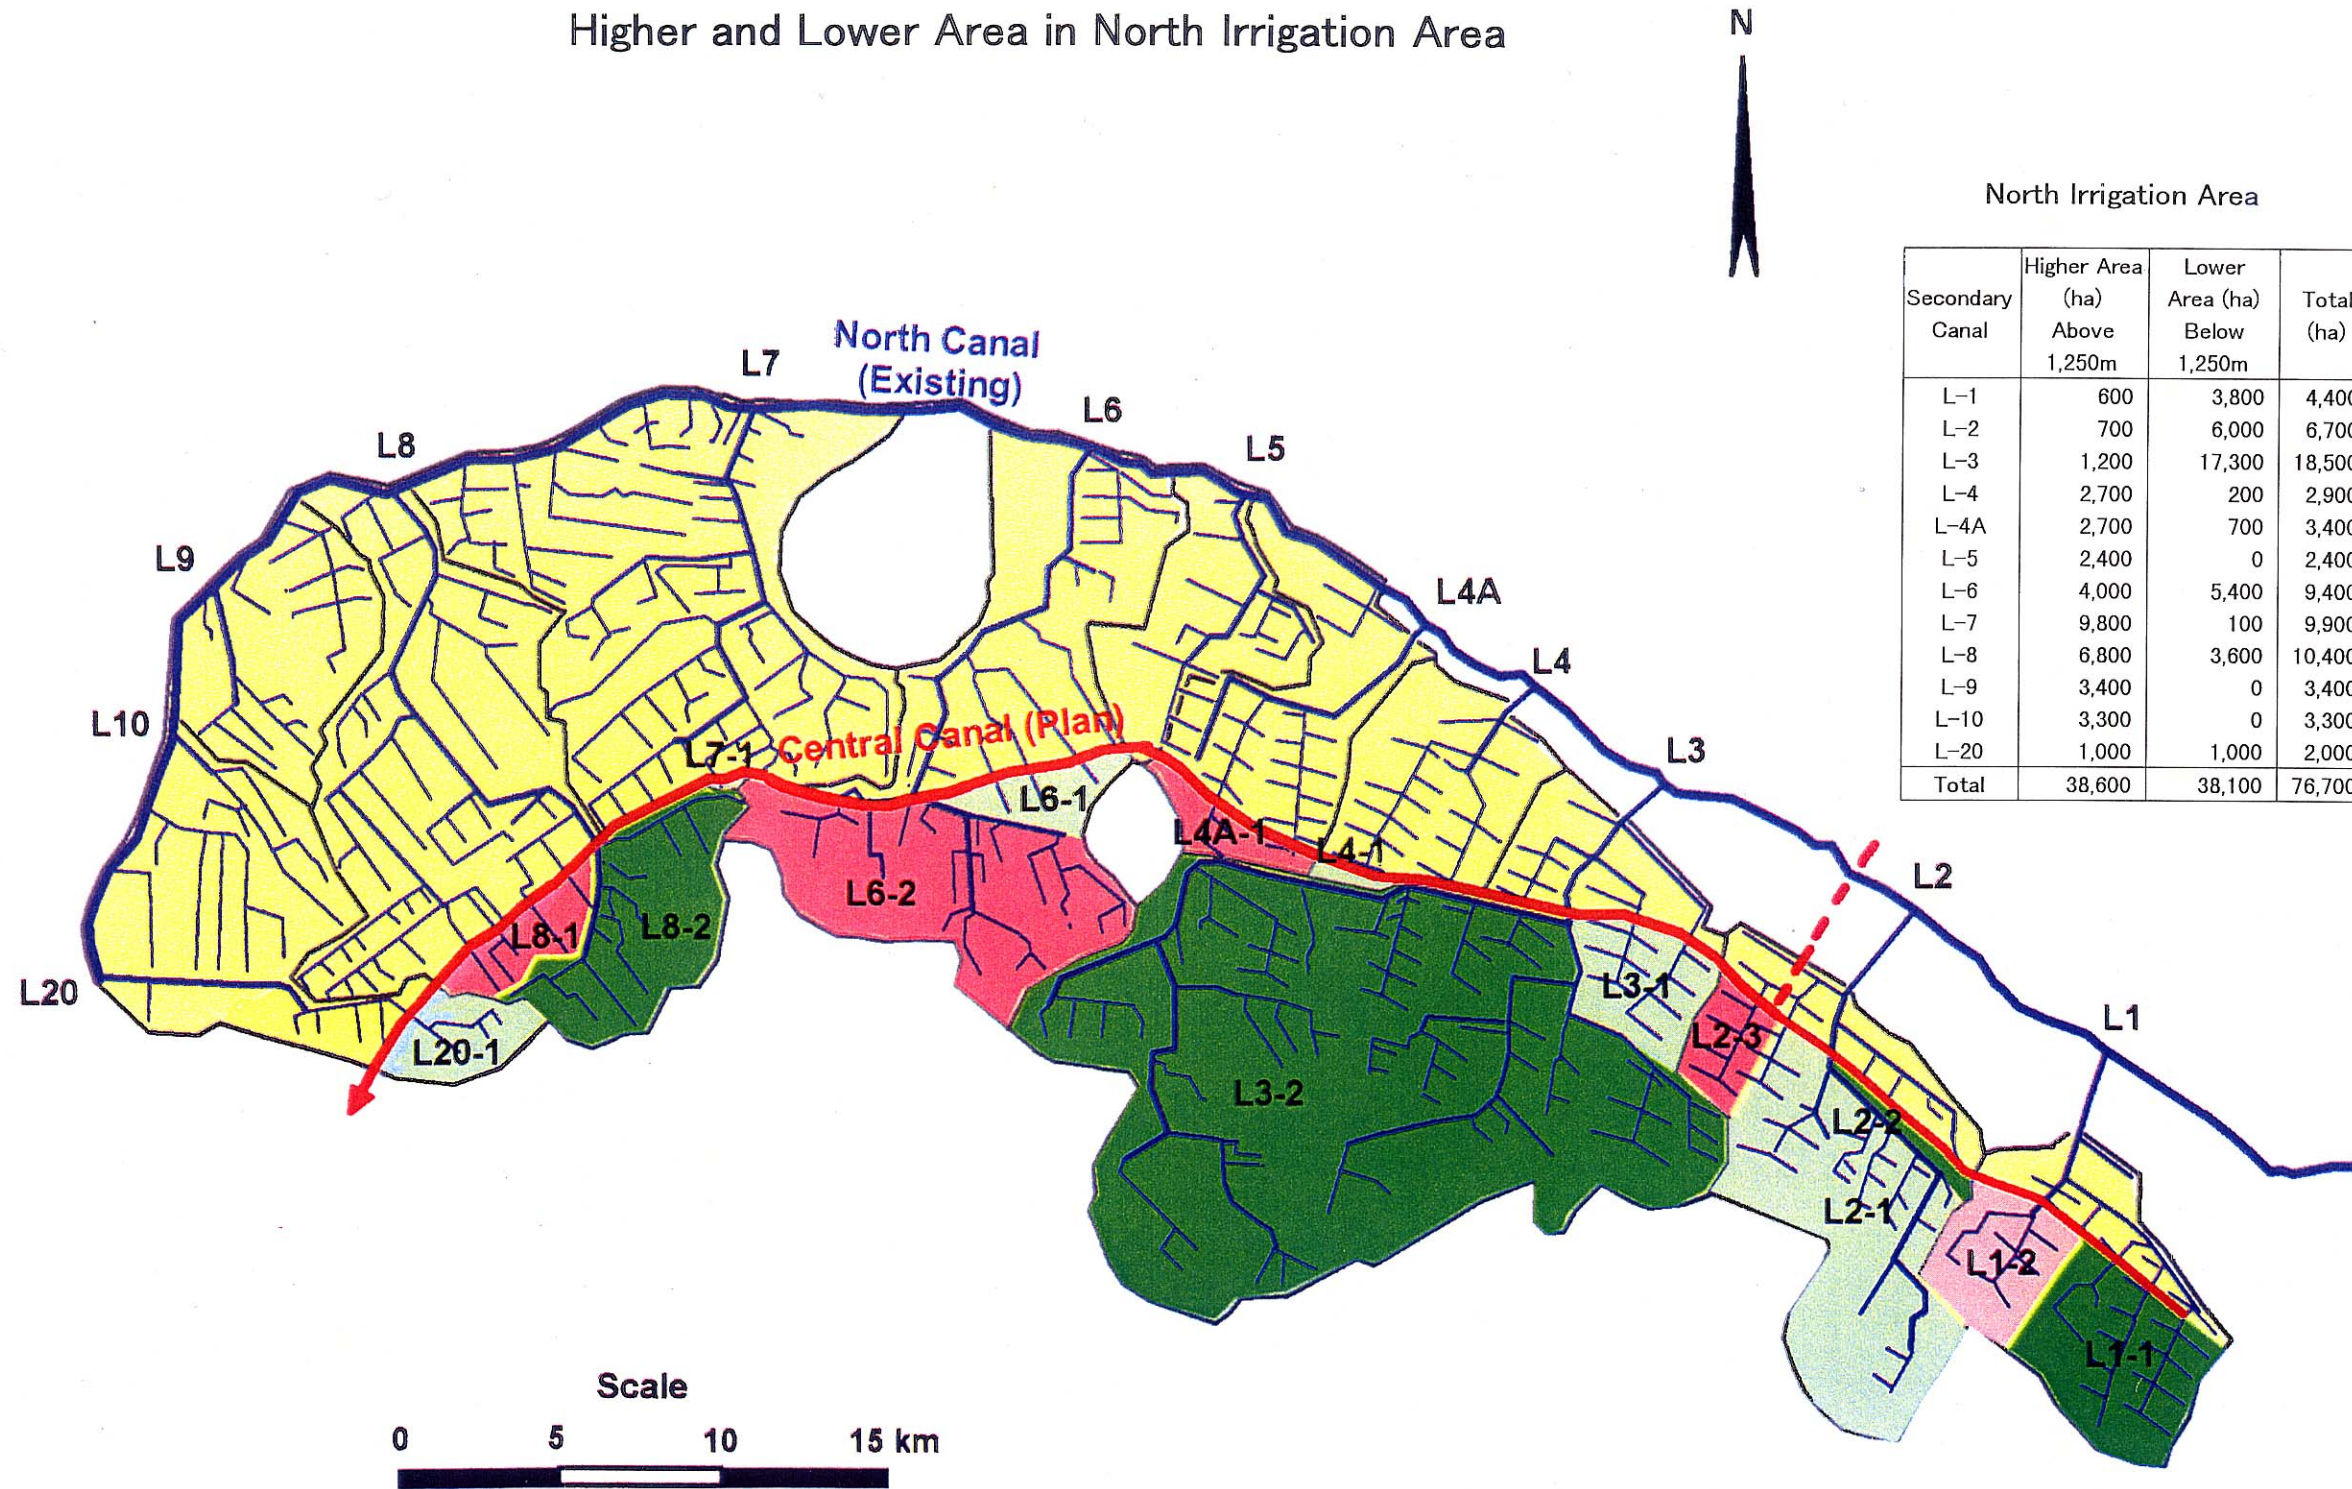 Higher and Lower Area in North Irrigation Area
N
North Irrigation Area
Secondary Canal | Higher Area (ha) Above 1,250m | Lower Area (ha) Below 1,250m | Total (ha)
L-1 600 3,800 4,400
L-2 700 6,000 6,700
L-3 1,200 17,300 18,500
L-4 2,700 200 2,900
L-4A 2,700 700 3,400
L-5 2,400 0 2,400
L-6 4,000 5,400 9,400
L-7 9,800 100 9,900
L-8 6,800 3,600 10,400
L-9 3,400 0 3,400
L-10 3,300 0 3,300
L-20 1,000 1,000 2,000
Total 38,600 38,100 76,700
North Canal
(Existing)
L7
L6
L8
L5
L9
L4A
L4
L10
Central Canal (Plan)
L7-1
L3
L6-1
L4A-1
L4-1
L2
L6-2
L8-2
L8-1
L3-1
L20
L1
L2-3
L20-1
L3-2
L2-2
L2-1
L1-2
L1-1
Scale
0 5 10 15 km